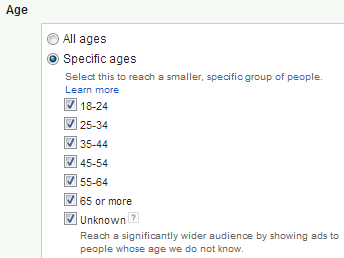 Age
All ages
Specific ages
Select this to reach a smaller, specific group of people.
Learn more
18-24
25-34
35-44
45-54
55-64
65 or more
Unknown ?
Reach a significantly wider audience by showing ads to
people whose age we do not know.